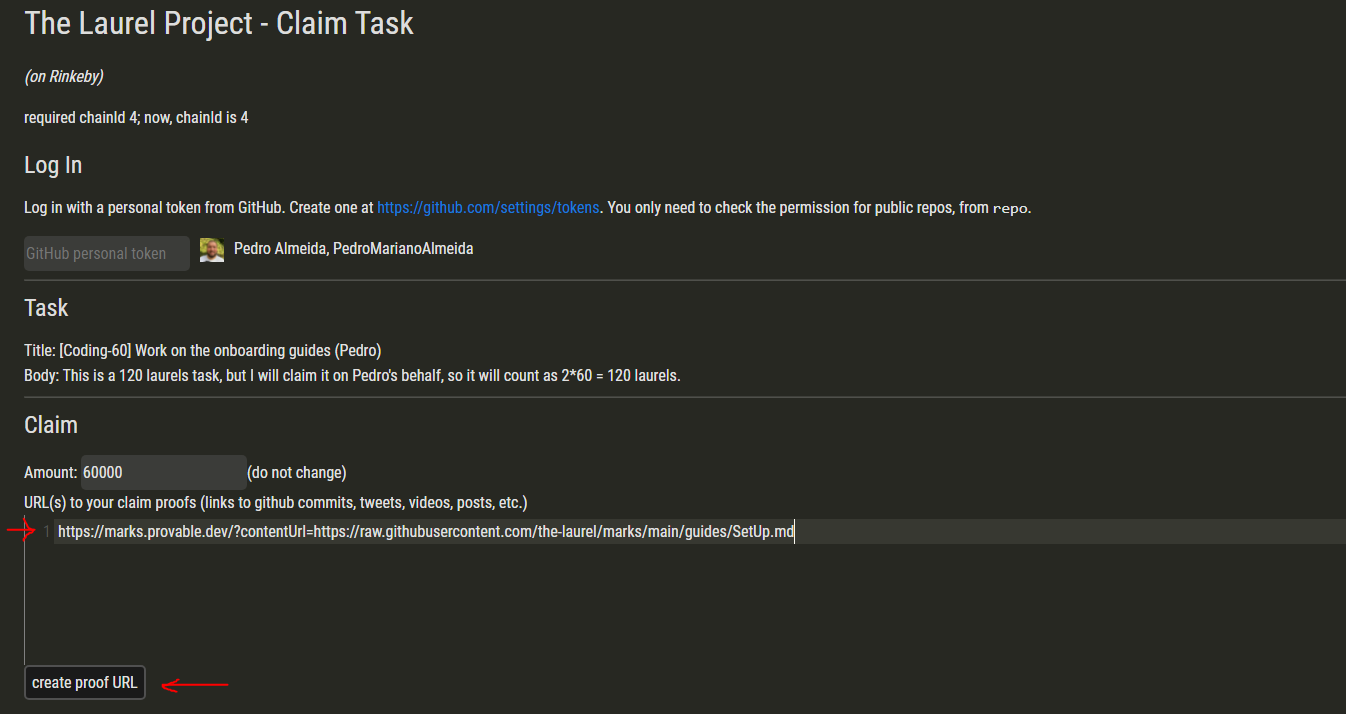 The Laurel Project - Claim Task
(on Rinkeby)
required chainId 4; now, chainId is 4
Log In
Log in with a personal token from GitHub. Create one at https://github.com/settings/tokens. You only need to check the permission for public repos, from repo.
GitHub personal token Pedro Almeida, PedroMarianoAlmeida
Task
Title: [Coding-60] Work on the onboarding guides (Pedro)
Body: This is a 120 laurels task, but I will claim it on Pedro's behalf, so it will count as 2*60 = 120 laurels.
Claim
Amount: 60000 (do not change)
URL(s) to your claim proofs (links to github commits, tweets, videos, posts, etc.)
1 https://marks.provable.dev/?contentUrl=https://raw.githubusercontent.com/the-laurel/marks/main/guides/SetUp.md
create proof URL